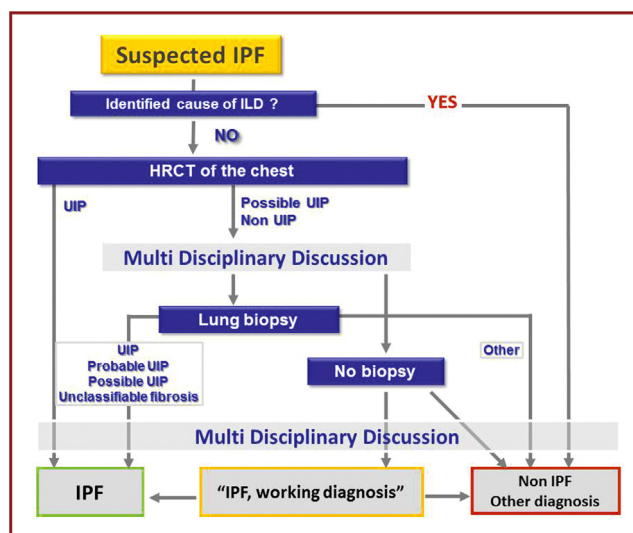 Suspected IPF
Identified cause of ILD ?
YES
NO
HRCT of the chest
UIP
Possible UIP
Non UIP
Multi Disciplinary Discussion
Lung biopsy
UIP
Probable UIP
Possible UIP
Unclassifiable fibrosis
Other
No biopsy
Multi Disciplinary Discussion
IPF
“IPF, working diagnosis”
Non IPF
Other diagnosis